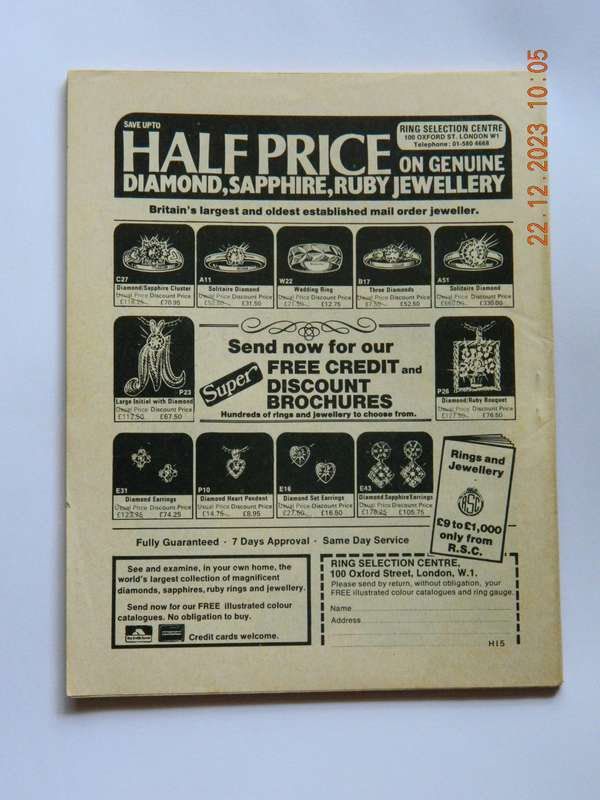 22.12.2023 10:05
SAVE UP TO
HALF PRICE
ON GENUINE
DIAMOND, SAPPHIRE, RUBY JEWELLERY
RING SELECTION CENTRE
100 OXFORD ST. LONDON W1
Telephone: 01-580 4668
Britain's largest and oldest established mail order jeweller.
C27
Diamond/Sapphire Cluster
Usual Price Discount Price
£70.95
A11
Solitaire Diamond
Usual Price Discount Price
£31.50
W22
Wedding Ring
Usual Price Discount Price
£12.75
B17
Three Diamonds
Usual Price Discount Price
£52.50
A51
Solitaire Diamond
Usual Price Discount Price
£330.00
P23
Large Initial with Diamond
Usual Price Discount Price
£112.50 £67.50
Send now for our
Super FREE CREDIT and
DISCOUNT
BROCHURES
Hundreds of rings and jewellery to choose from.
P26
Diamond/Ruby Bouquet
Usual Price Discount Price
£127.50 £76.50
E31
Diamond Earrings
Usual Price Discount Price
£123.75 £74.25
P10
Diamond Heart Pendant
Usual Price Discount Price
£14.75 £8.95
E16
Diamond Set Earrings
Usual Price Discount Price
£27.50 £16.50
E43
Diamond Sapphire Earrings
Usual Price Discount Price
£176.25 £105.75
Rings and
Jewellery
RSC
£9 to £1,000
only from
R.S.C.
Fully Guaranteed · 7 Days Approval · Same Day Service
See and examine, in your own home, the
world's largest collection of magnificent
diamonds, sapphires, ruby rings and jewellery.
Send now for our FREE illustrated colour
catalogues. No obligation to buy.
Credit cards welcome.
RING SELECTION CENTRE,
100 Oxford Street, London, W.1.
Please send by return, without obligation, your
FREE illustrated colour catalogues and ring gauge.
Name
Address
H15